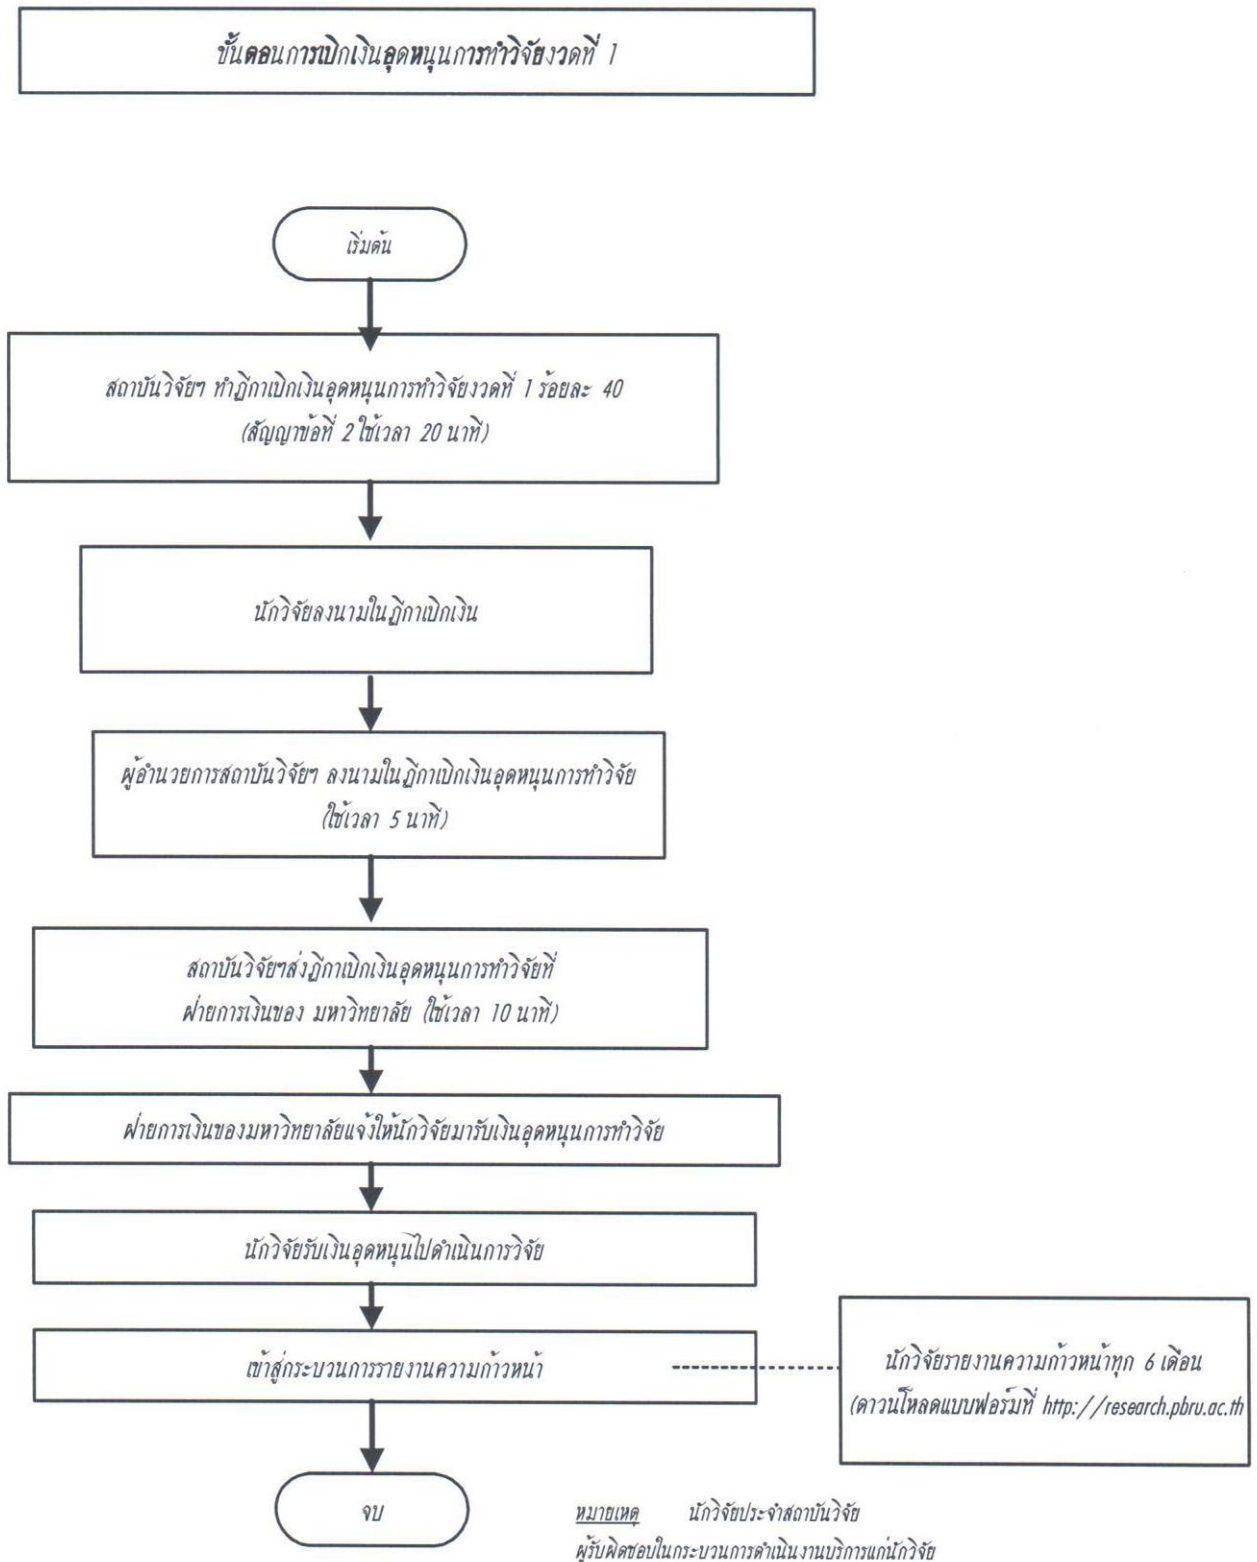 ขั้นตอนการเบิกเงินอุดหนุนการทำวิจัยงวดที่ 1
เริ่มต้น
สถาบันวิจัยฯ ทำฎีกาเบิกเงินอุดหนุนการทำวิจัยงวดที่ 1 ร้อยละ 40
(สัญญาข้อที่ 2 ใช้เวลา 20 นาที)
นักวิจัยลงนามในฎีกาเบิกเงิน
ผู้อำนวยการสถาบันวิจัยฯ ลงนามในฎีกาเบิกเงินอุดหนุนการทำวิจัย
(ใช้เวลา 5 นาที)
สถาบันวิจัยฯส่งฎีกาเบิกเงินอุดหนุนการทำวิจัยที่
ฝ่ายการเงินของ มหาวิทยาลัย (ใช้เวลา 10 นาที)
ฝ่ายการเงินของมหาวิทยาลัยแจ้งให้นักวิจัยมารับเงินอุดหนุนการทำวิจัย
นักวิจัยรับเงินอุดหนุนไปดำเนินการวิจัย
เข้าสู่กระบวนการรายงานความก้าวหน้า
นักวิจัยรายงานความก้าวหน้าทุก 6 เดือน
(ดาวน์โหลดแบบฟอร์มที่ http://research.pbru.ac.th
จบ
หมายเหตุ นักวิจัยประจำสถาบันวิจัย
ผู้รับผิดชอบในกระบวนการดำเนินงานบริการแก่นักวิจัย